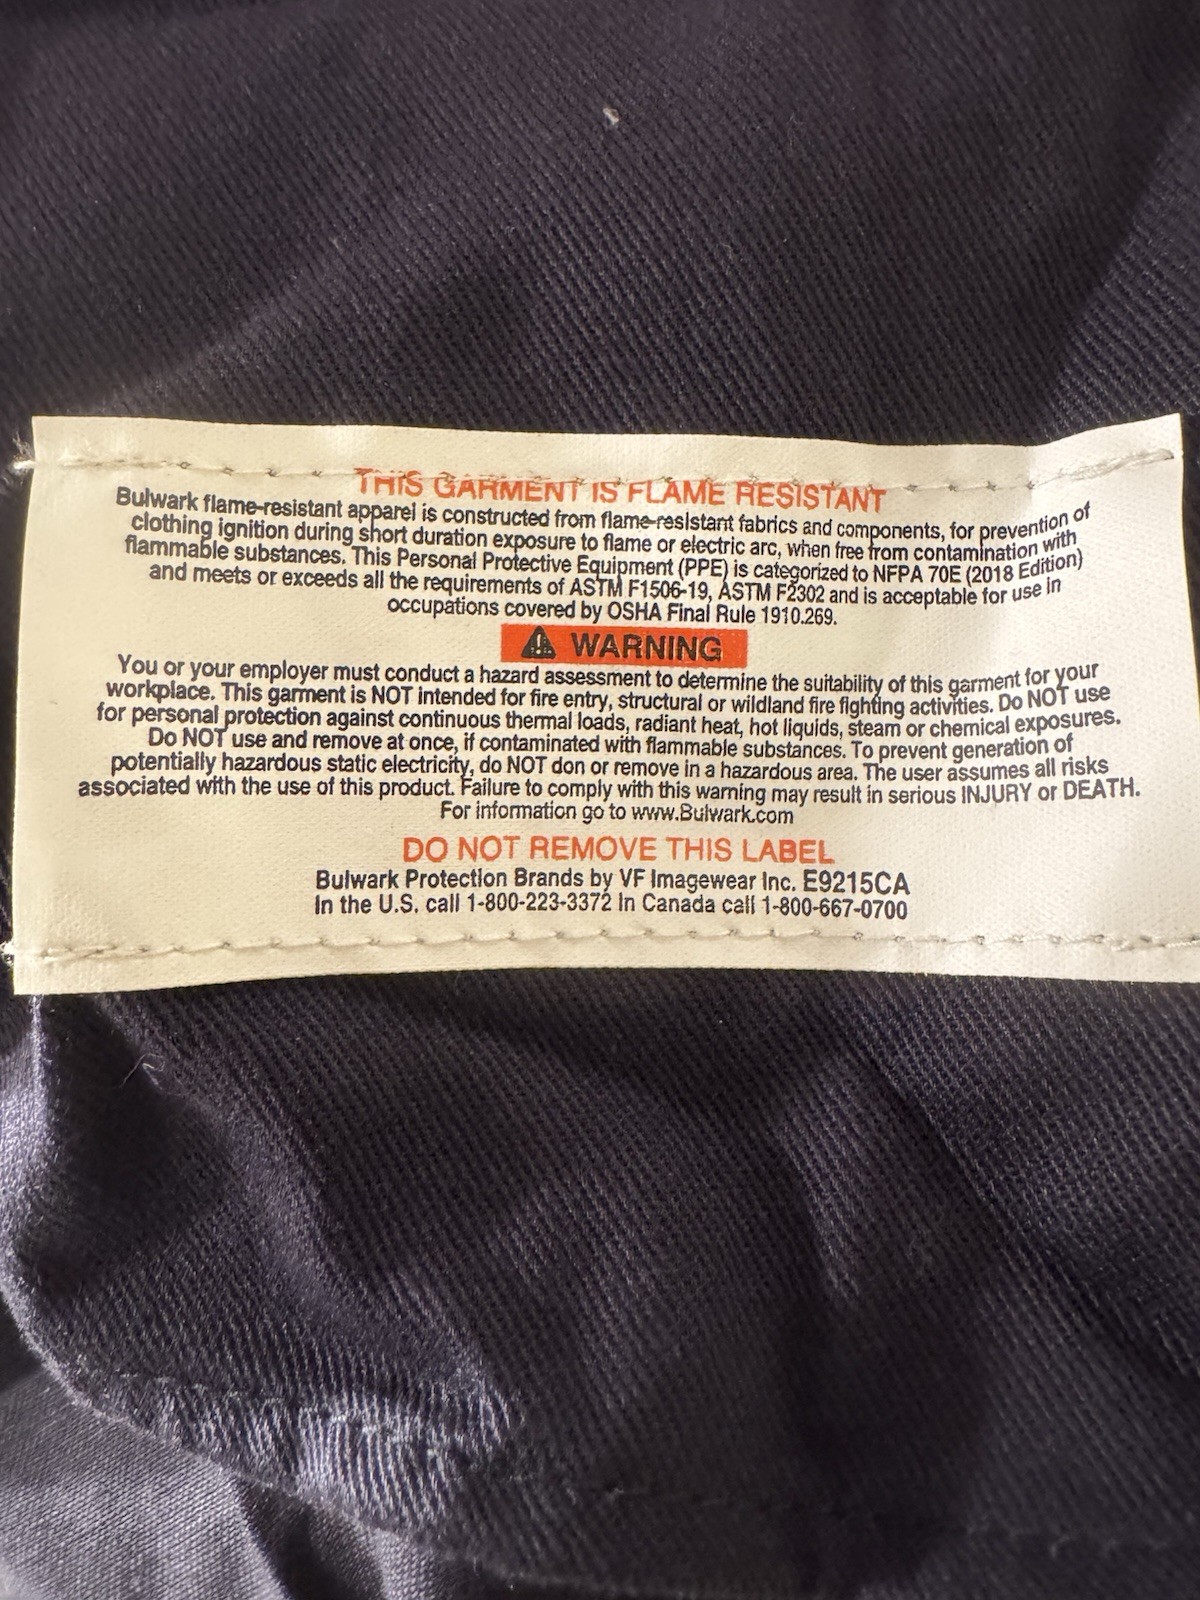 THIS GARMENT IS FLAME RESISTANT
Bulwark flame-resistant apparel is constructed from flame-resistant fabrics and components, for prevention of
clothing ignition during short duration exposure to flame or electric arc, when free from contamination with
flammable substances. This Personal Protective Equipment (PPE) is categorized to NFPA 70E (2018 Edition)
and meets or exceeds all the requirements of ASTM F1506-19, ASTM F2302 and is acceptable for use in
occupations covered by OSHA Final Rule 1910.269.
WARNING
You or your employer must conduct a hazard assessment to determine the suitability of this garment for your
workplace. This garment is NOT intended for fire entry, structural or wildland fire fighting activities. Do NOT use
for personal protection against continuous thermal loads, radiant heat, hot liquids, steam or chemical exposures.
Do NOT use and remove at once, if contaminated with flammable substances. To prevent generation of
potentially hazardous static electricity, do NOT don or remove in a hazardous area. The user assumes all risks
associated with the use of this product. Failure to comply with this warning may result in serious INJURY or DEATH.
For information go to www.Bulwark.com
DO NOT REMOVE THIS LABEL
Bulwark Protection Brands by VF Imagewear Inc. E9215CA
In the U.S. call 1-800-223-3372 In Canada call 1-800-667-0700